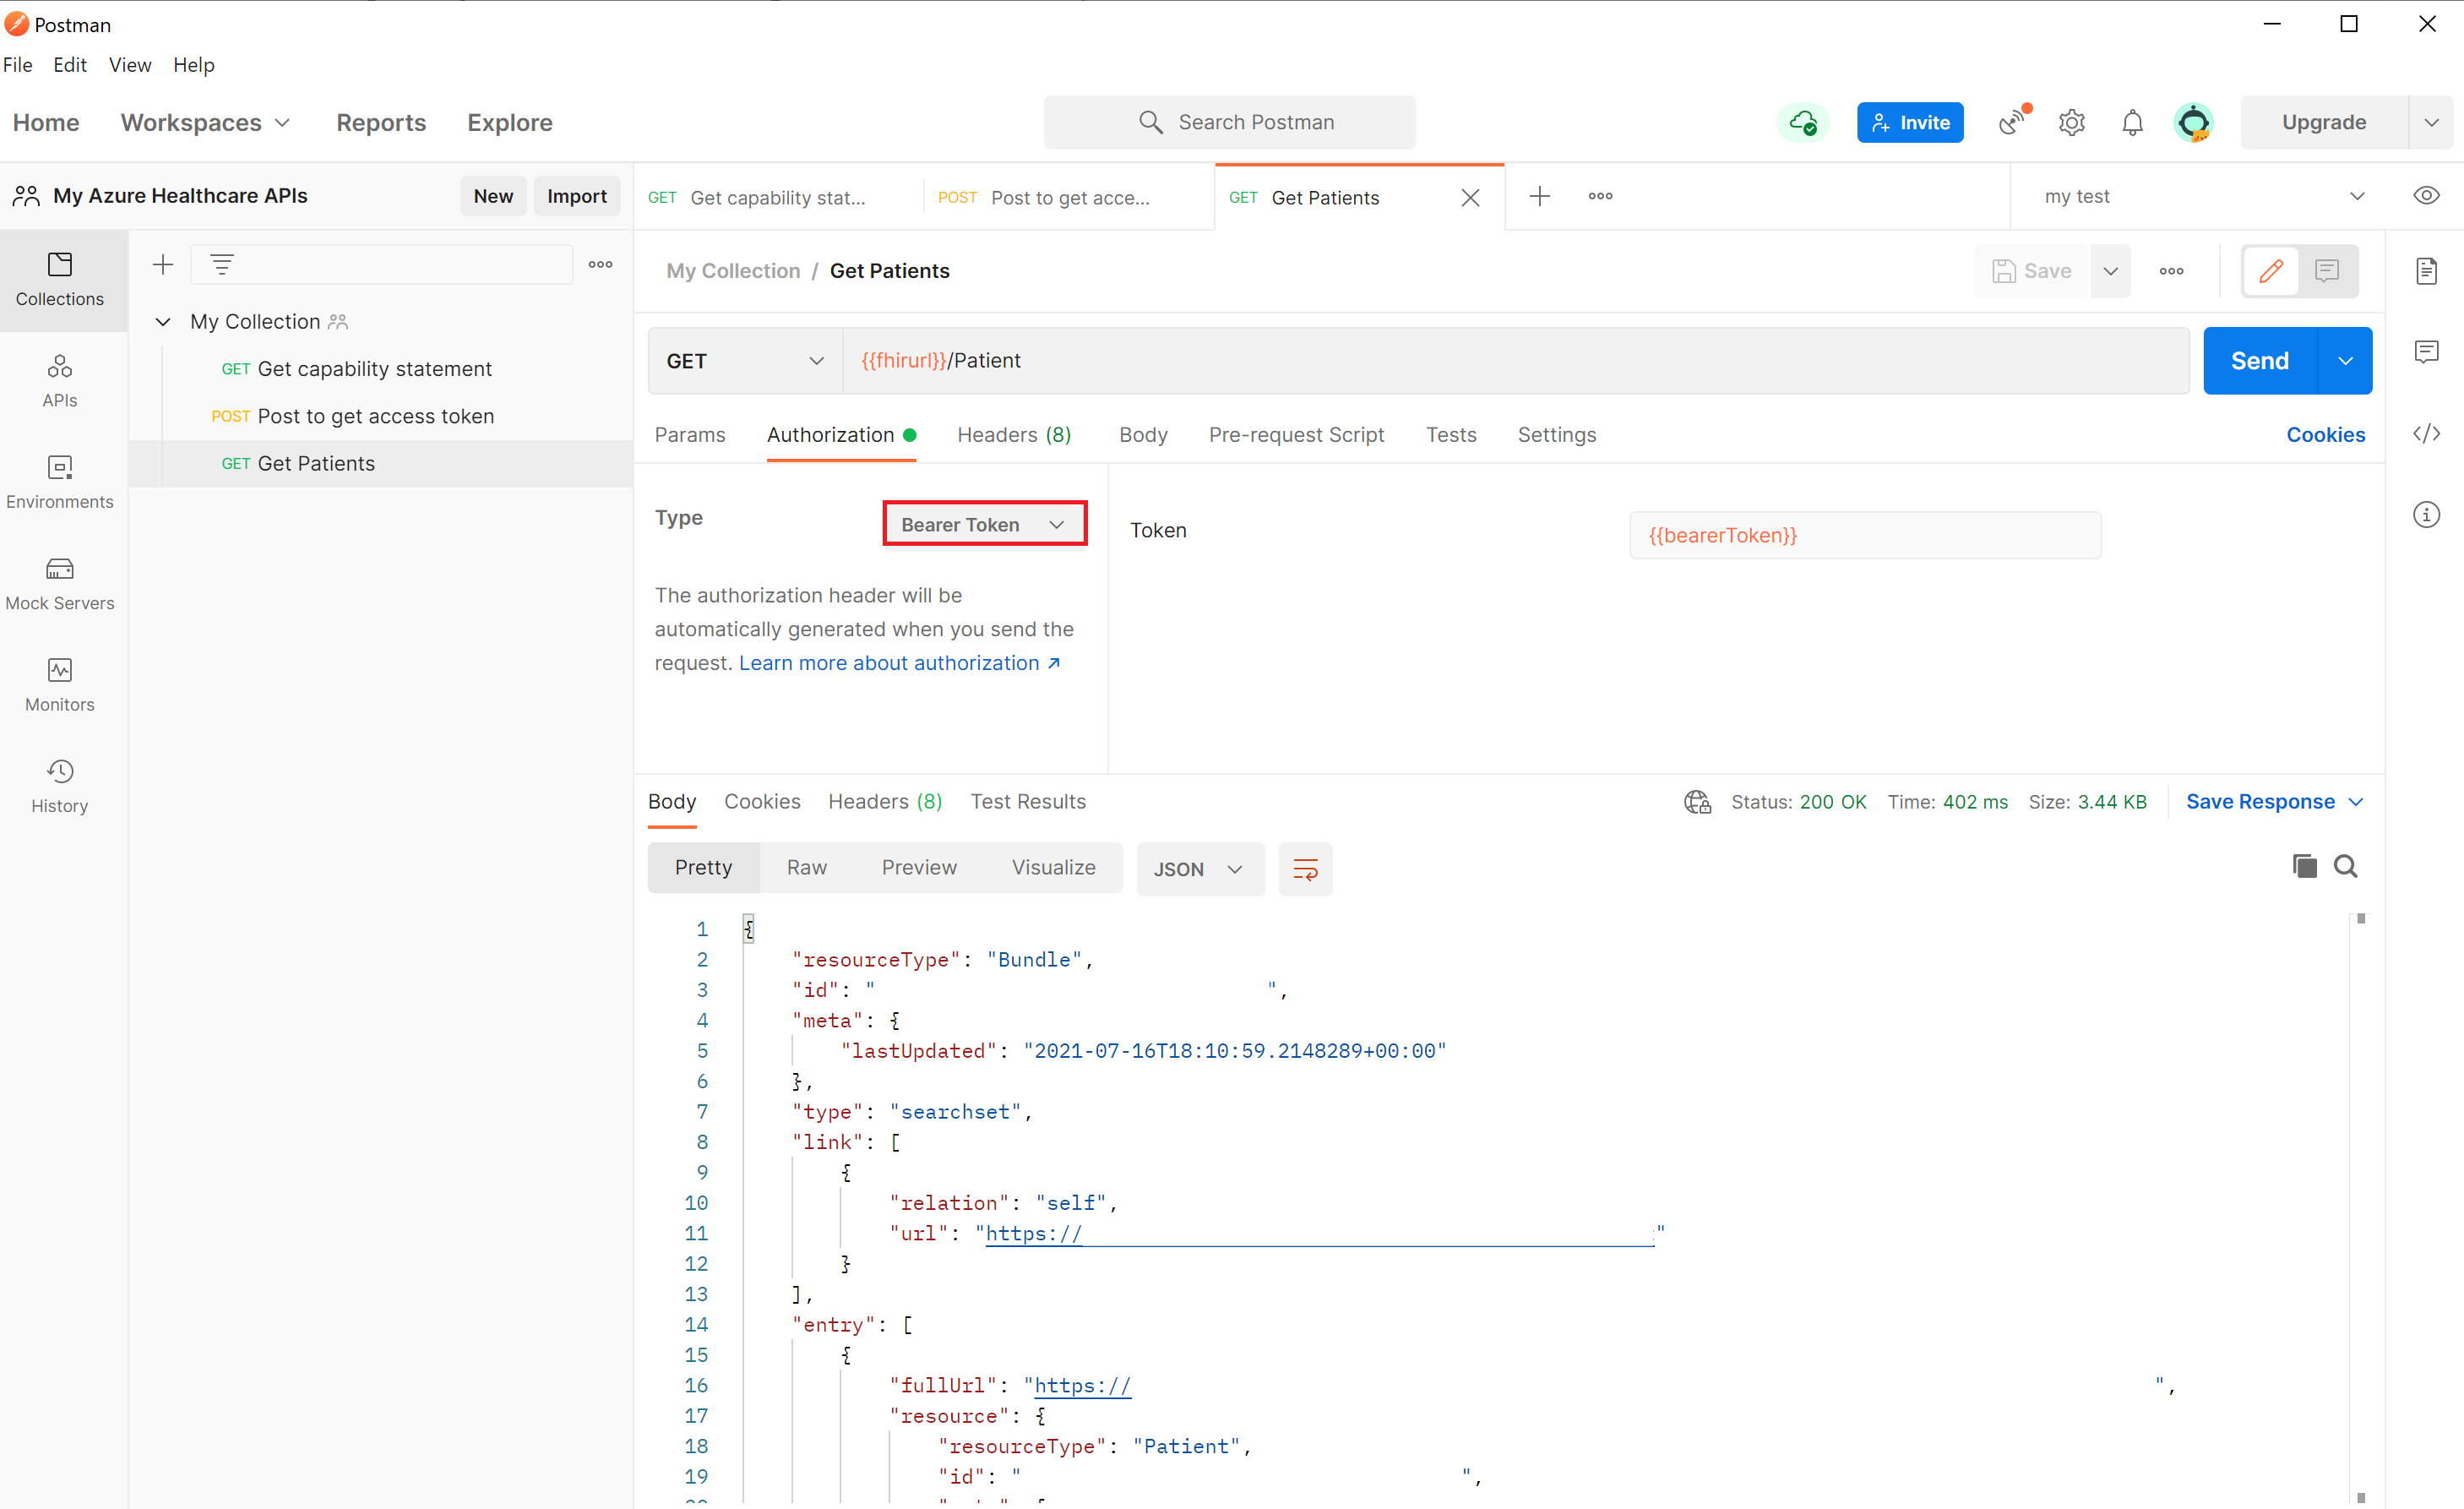 Postman
File Edit View Help
Home Workspaces Reports Explore Search Postman Invite Upgrade
My Azure Healthcare APIs New Import GET Get capability stat... POST Post to get acce... GET Get Patients my test
Collections
APIs
Environments
Mock Servers
Monitors
History
My Collection
GET Get capability statement
POST Post to get access token
GET Get Patients
My Collection / Get Patients Save
GET {{fhirurl}}/Patient Send
Params Authorization Headers (8) Body Pre-request Script Tests Settings Cookies
Type Bearer Token
The authorization header will be
automatically generated when you send the
request. Learn more about authorization ↗
Token {{bearerToken}}
Body Cookies Headers (8) Test Results Status: 200 OK Time: 402 ms Size: 3.44 KB Save Response
Pretty Raw Preview Visualize JSON
1 {
2 "resourceType": "Bundle",
3 "id": " ",
4 "meta": {
5 "lastUpdated": "2021-07-16T18:10:59.2148289+00:00"
6 },
7 "type": "searchset",
8 "link": [
9 {
10 "relation": "self",
11 "url": "https:// "
12 }
13 ],
14 "entry": [
15 {
16 "fullUrl": "https:// ",
17 "resource": {
18 "resourceType": "Patient",
19 "id": " ",